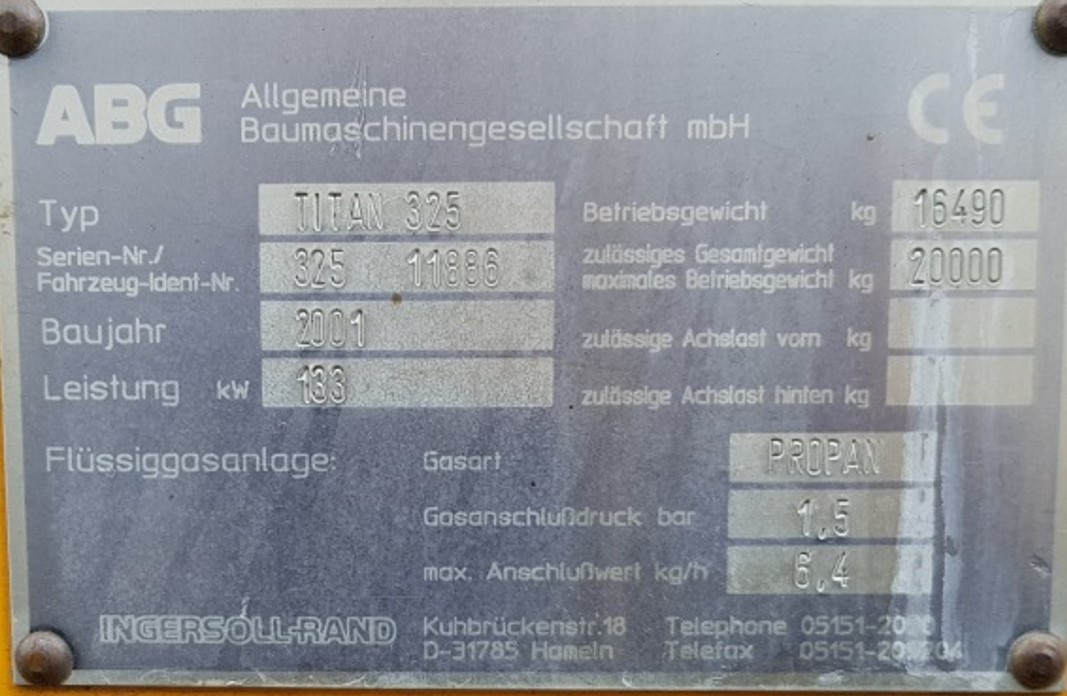 ABG Allgemeine
Baumaschinengesellschaft mbH CE
Typ TITAN 325 Betriebsgewicht kg 16490
Serien-Nr./
Fahrzeug-Ident-Nr. 325 11886 zulässiges Gesamtgewicht
maximales Betriebsgewicht kg 20000
Baujahr 2001 zulässige Achslast vorn kg
Leistung kW 133 zulässige Achslast hinten kg
Flüssiggasanlage: Gasart PROPAN
Gasanschlußdruck bar 1,5
max. Anschlußwert kg/h 6,4
INGERSOLL-RAND Kuhbrückenstr.18 Telephone
D-31785 Hameln Telefax